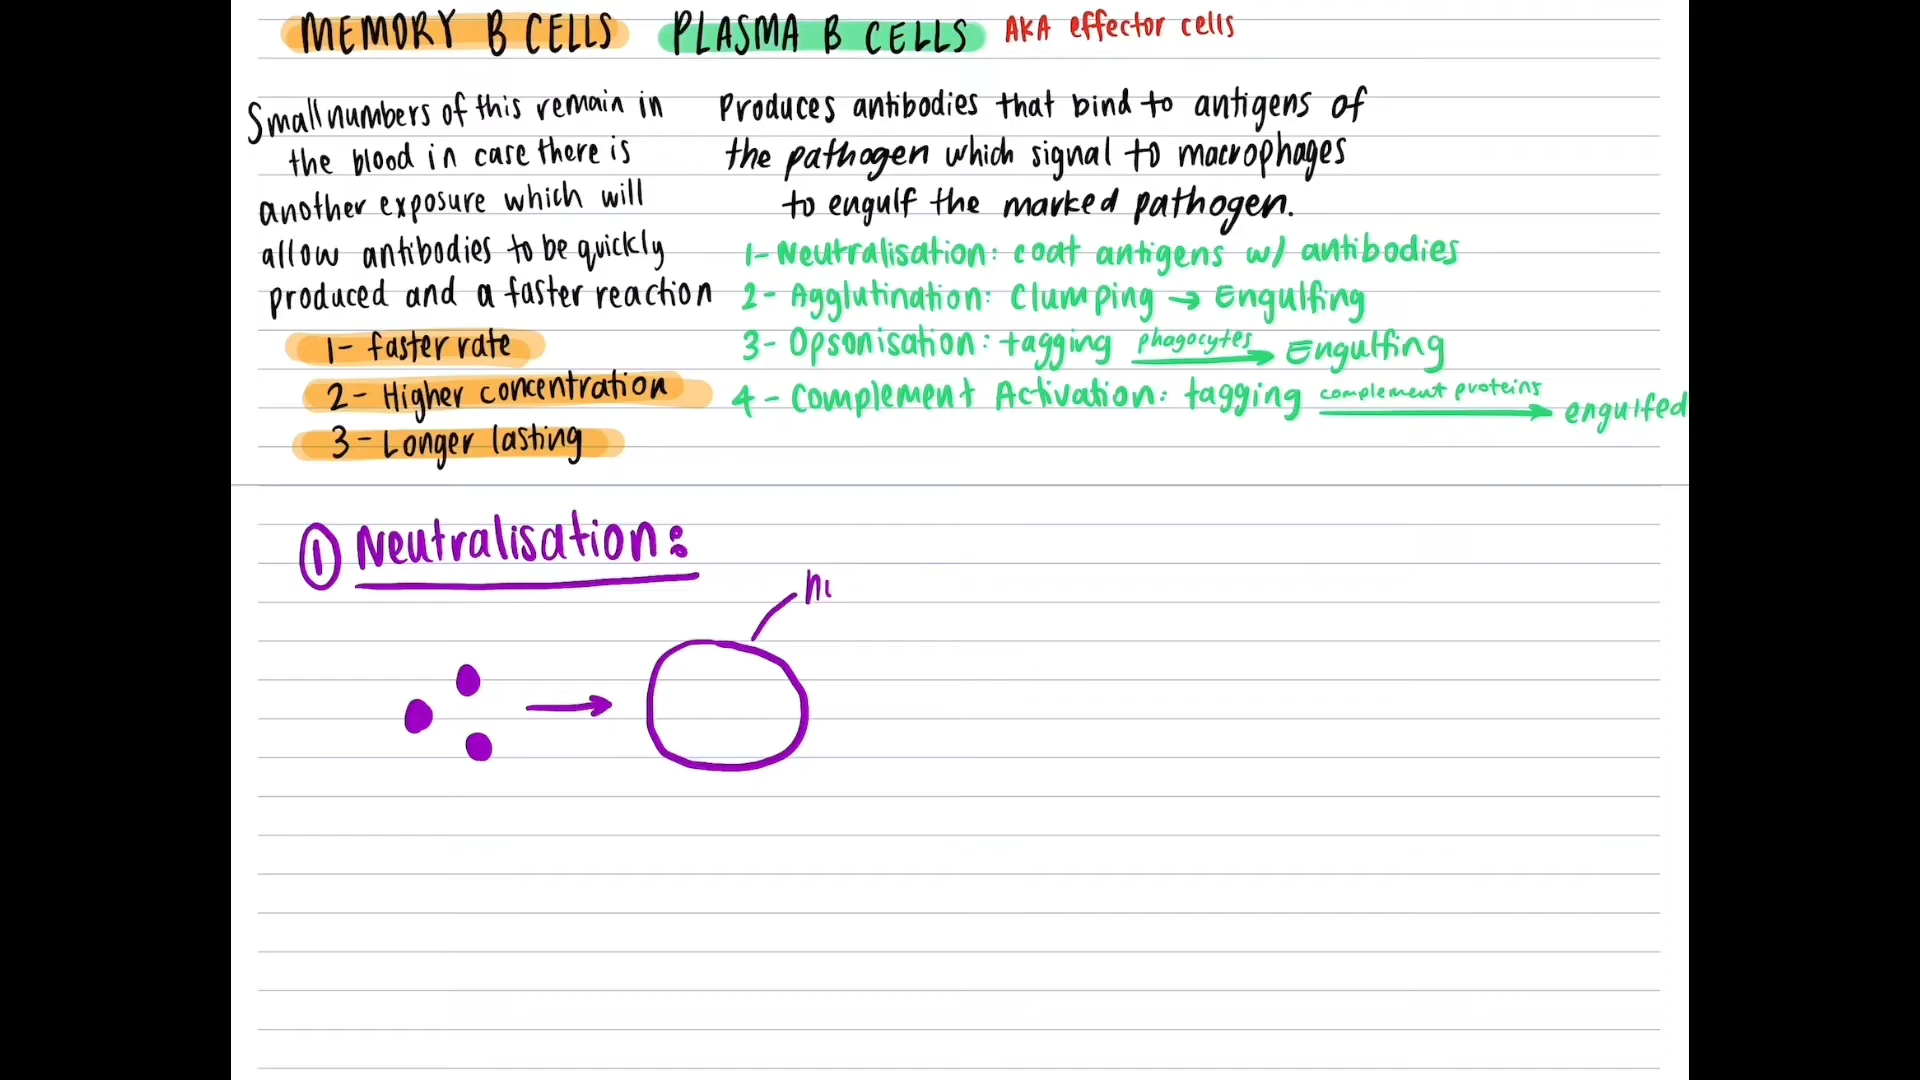 MEMORY B CELLS
Small numbers of this remain in
the blood in case there is
another exposure which will
allow antibodies to be quickly
produced and a faster reaction
1- faster rate
2- Higher concentration
3- Longer lasting
PLASMA B CELLS AKA effector cells
Produces antibodies that bind to antigens of
the pathogen which signal to macrophages
to engulf the marked pathogen.
1- Neutralisation: coat antigens w/ antibodies
2- Agglutination: Clumping → Engulfing
3- Opsonisation: tagging phagocytes → Engulfing
4- Complement Activation: tagging complement proteins → engulfed
① Neutralisation: